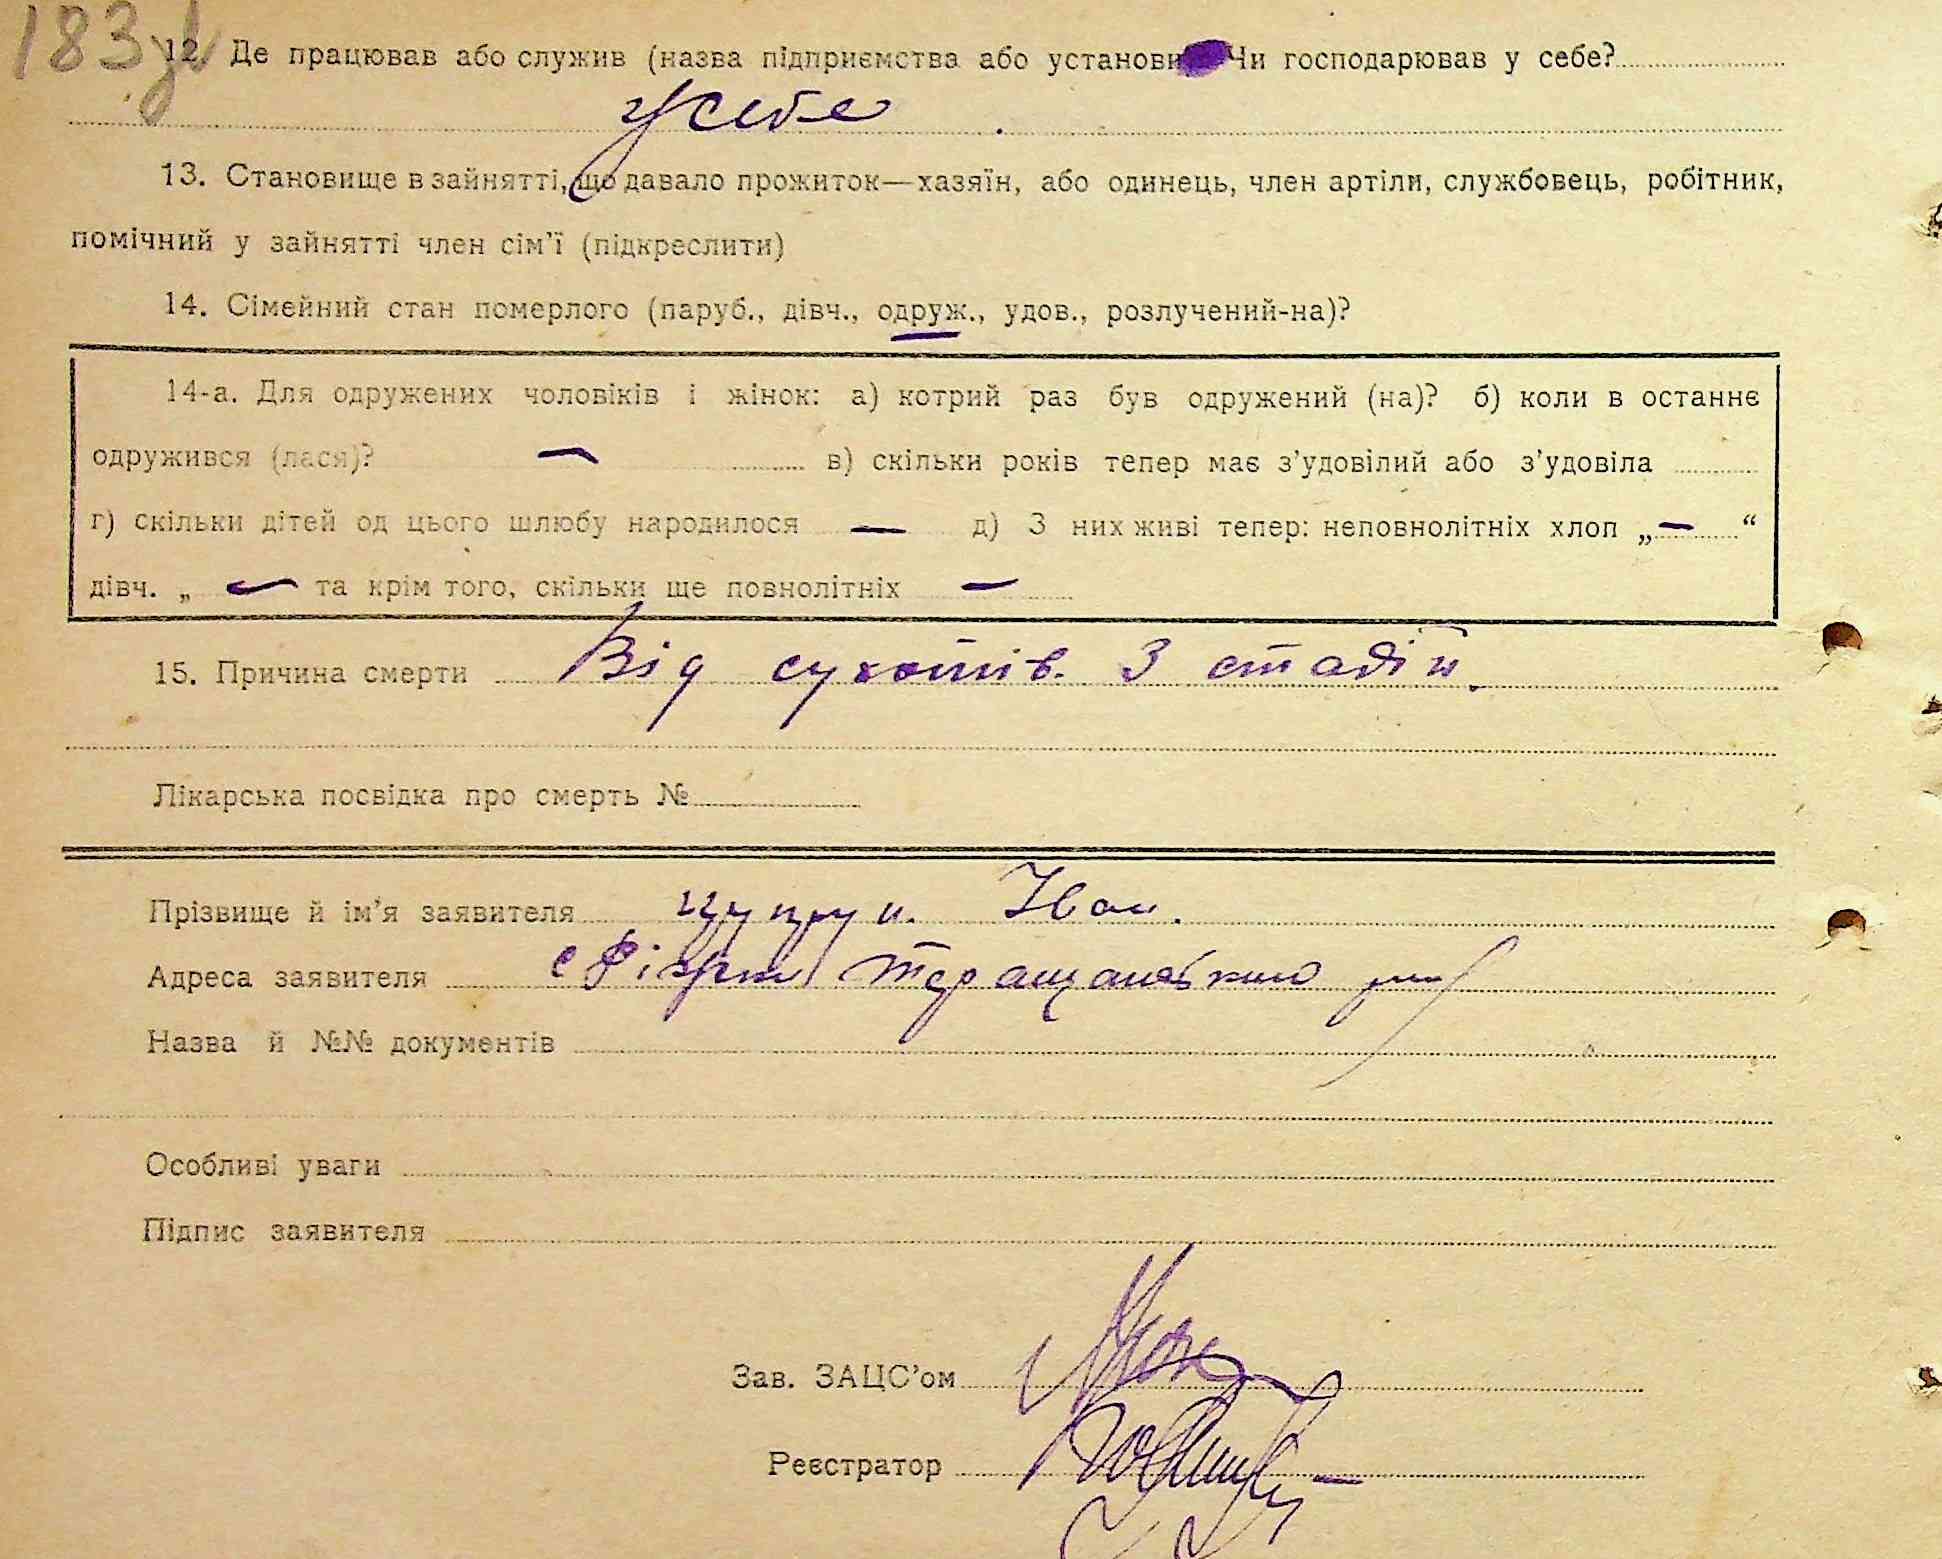 183
12. Де працював або служив (назва підприємства або установи Чи господарював у себе?
У себе
13. Становище в зайнятті, що давало прожиток—хазяїн, або одинець, член артіли, службовець, робітник,
помічний у зайнятті член сім'ї (підкреслити)
14. Сімейний стан померлого (паруб., дівч., одруж., удов., розлучений-на)?
14-а. Для одружених чоловіків і жінок: а) котрий раз був одружений (на)? б) коли в останнє
одружився (лася)? — в) скільки років тепер має з'удовілий або з'удовіла
г) скільки дітей од цього шлюбу народилося — д) З них живі тепер: неповнолітніх хлоп „—“
дівч. „ — та крім того, скільки ще повнолітніх —
15. Причина смерти Від сухотів. 3 стадій.
Лікарська посвідка про смерть №
Прізвище й ім'я заявителя Цупрун. Іван.
Адреса заявителя с Таращанського
Назва й №№ документів
Особливі уваги
Підпис заявителя
Зав. ЗАЦС'ом
Реєстратор